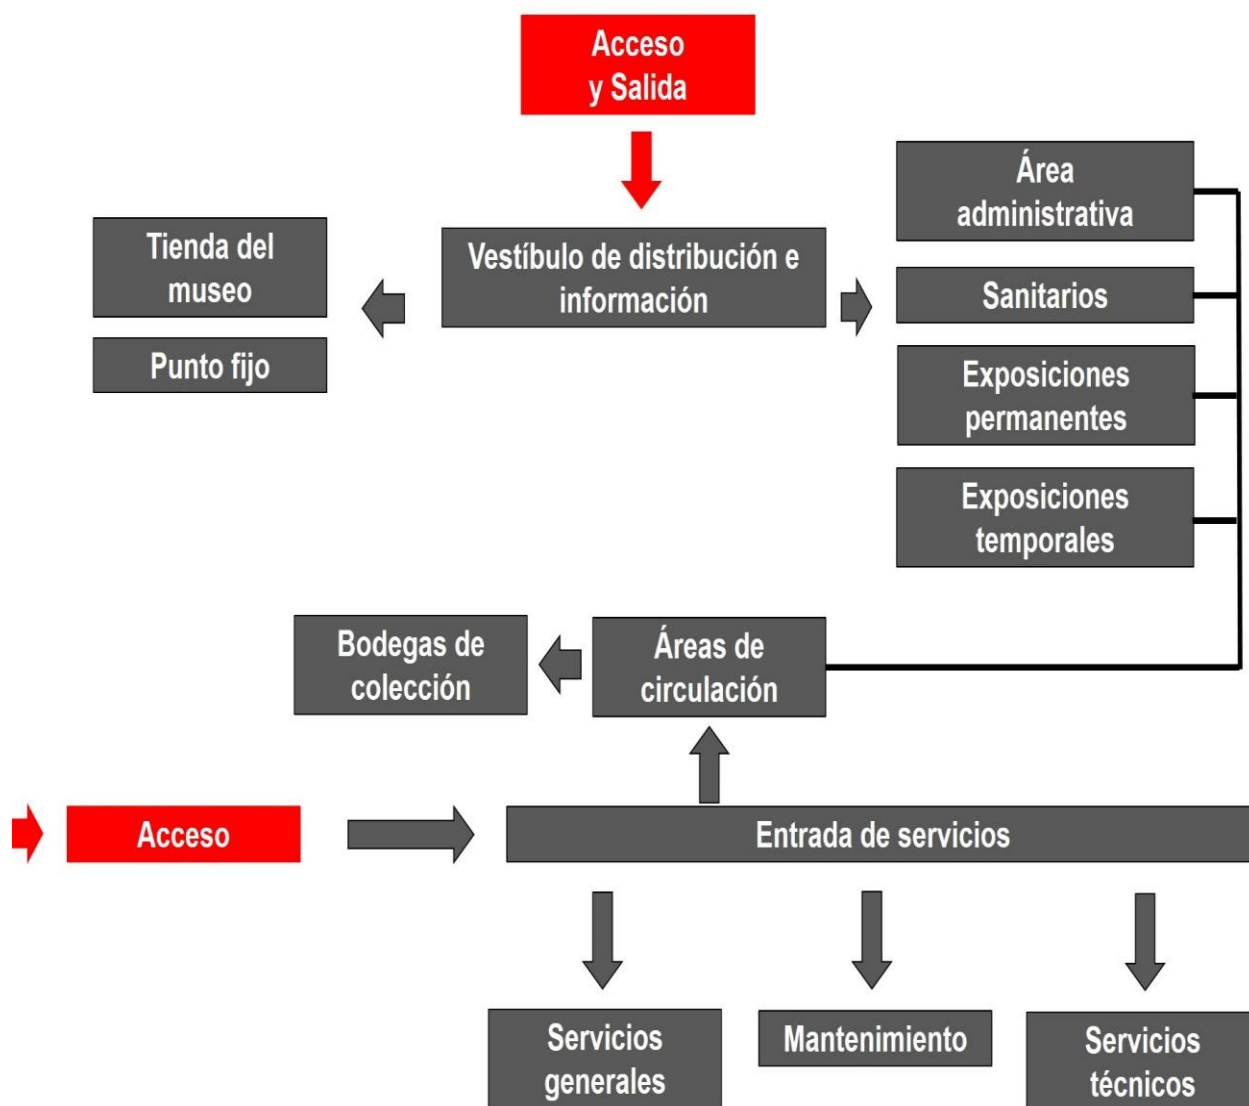 Acceso
y Salida
Área
administrativa
Tienda del
museo
Vestíbulo de distribución e
información
Sanitarios
Punto fijo
Exposiciones
permanentes
Exposiciones
temporales
Bodegas de
colección
Áreas de
circulación
Acceso
Entrada de servicios
Servicios
generales
Mantenimiento
Servicios
técnicos